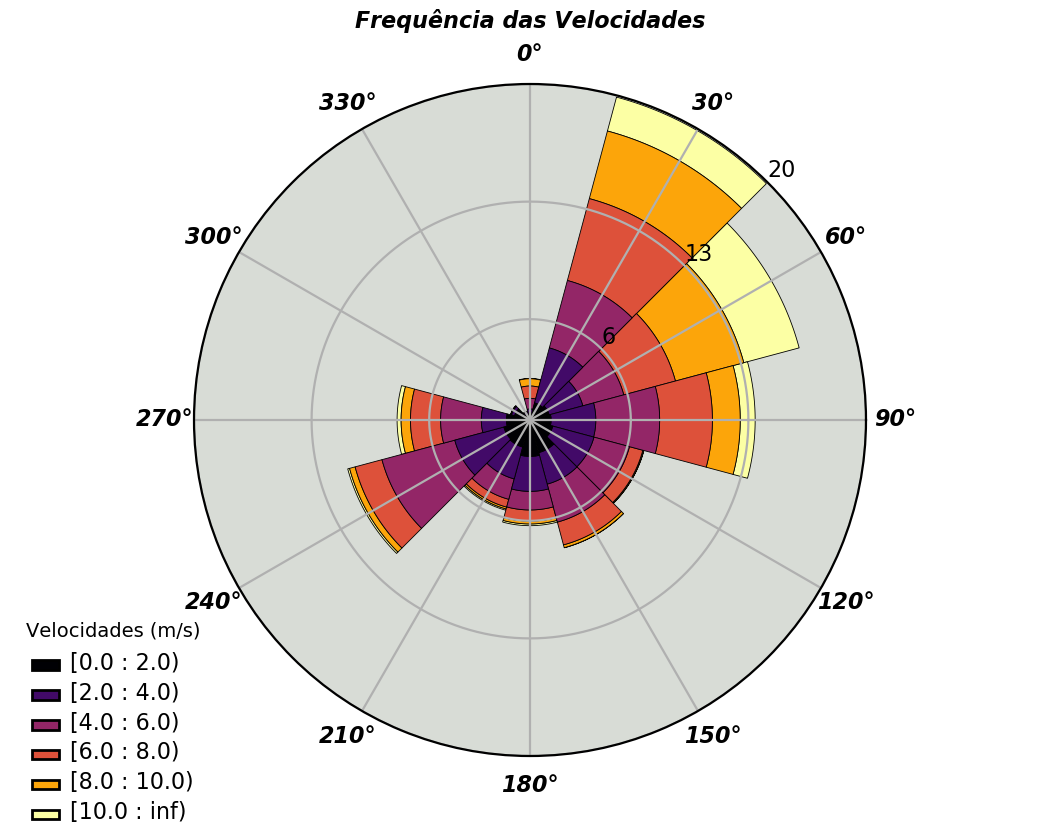 Frequência das Velocidades
0°
330°
30°
20
300°
60°
13
6
270°
90°
240°
120°
210°
150°
180°
Velocidades (m/s)
[0.0 : 2.0)
[2.0 : 4.0)
[4.0 : 6.0)
[6.0 : 8.0)
[8.0 : 10.0)
[10.0 : inf)